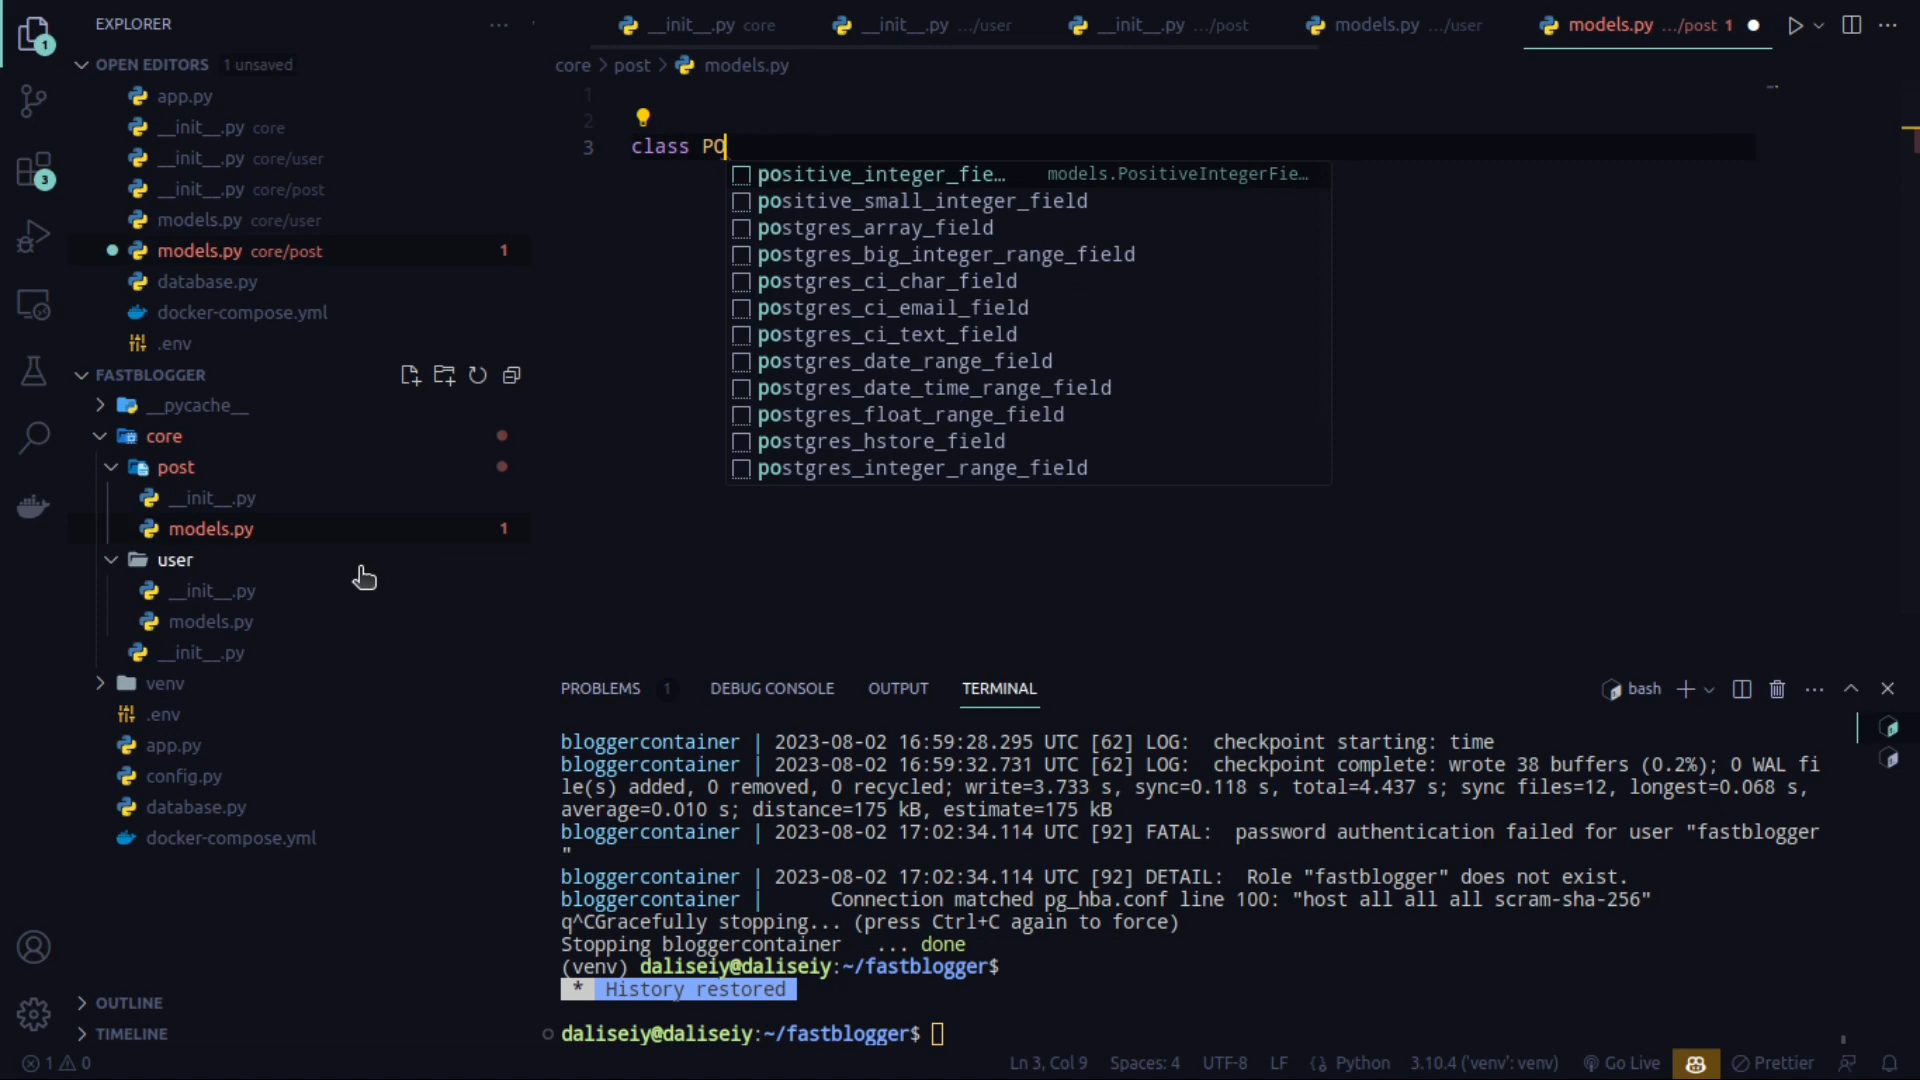 EXPLORER
OPEN EDITORS 1 unsaved
app.py
__init__.py core
__init__.py core/user
__init__.py core/post
models.py core/user
models.py core/post 1
database.py
docker-compose.yml
.env
FASTBLOGGER
__pycache__
core
post
__init__.py
models.py 1
user
__init__.py
models.py
__init__.py
venv
.env
app.py
config.py
database.py
docker-compose.yml
OUTLINE
TIMELINE
1
3
__init__.py core
__init__.py .../user
__init__.py .../post
models.py .../user
models.py .../post 1
core > post > models.py
1
2
3 class PO
positive_integer_fie… models.PositiveIntegerFie…
positive_small_integer_field
postgres_array_field
postgres_big_integer_range_field
postgres_ci_char_field
postgres_ci_email_field
postgres_ci_text_field
postgres_date_range_field
postgres_date_time_range_field
postgres_float_range_field
postgres_hstore_field
postgres_integer_range_field
PROBLEMS 1 DEBUG CONSOLE OUTPUT TERMINAL
bash
bloggercontainer | 2023-08-02 16:59:28.295 UTC [62] LOG:  checkpoint starting: time
bloggercontainer | 2023-08-02 16:59:32.731 UTC [62] LOG:  checkpoint complete: wrote 38 buffers (0.2%); 0 WAL fi
le(s) added, 0 removed, 0 recycled; write=3.733 s, sync=0.118 s, total=4.437 s; sync files=12, longest=0.068 s,
average=0.010 s; distance=175 kB, estimate=175 kB
bloggercontainer | 2023-08-02 17:02:34.114 UTC [92] FATAL:  password authentication failed for user "fastblogger
"
bloggercontainer | 2023-08-02 17:02:34.114 UTC [92] DETAIL:  Role "fastblogger" does not exist.
bloggercontainer |      Connection matched pg_hba.conf line 100: "host all all all scram-sha-256"
q^CGracefully stopping... (press Ctrl+C again to force)
Stopping bloggercontainer   ... done
(venv) daliseiy@daliseiy:~/fastblogger$
* History restored
daliseiy@daliseiy:~/fastblogger$
1 0
Ln 3, Col 9 Spaces: 4 UTF-8 LF Python 3.10.4 ('venv': venv) Go Live Prettier